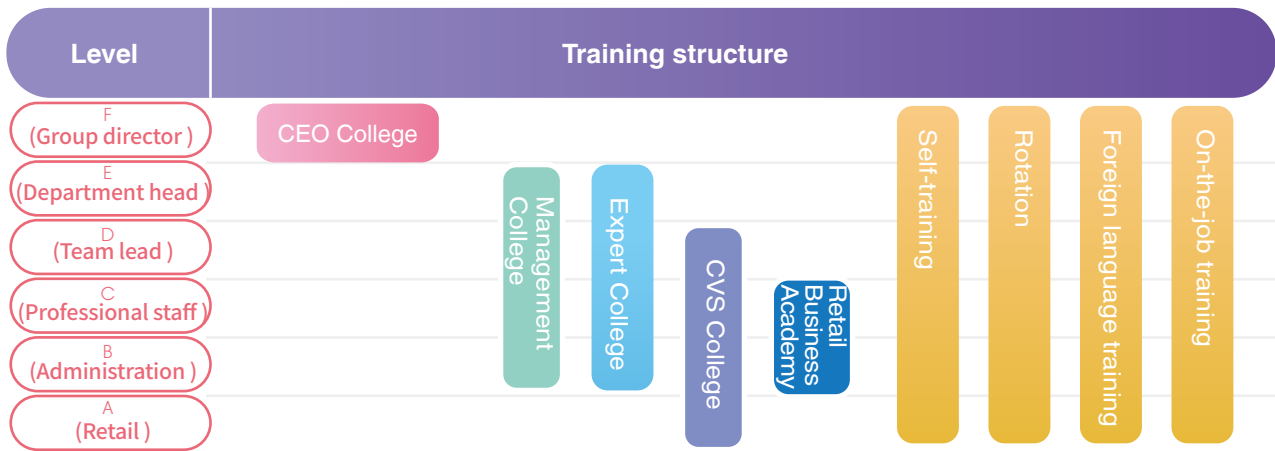 Level
Training structure
F
(Group director )
E
(Department head )
D
(Team lead )
C
(Professional staff )
B
(Administration )
A
(Retail )
CEO College
Management
College
Expert College
CVS College
Retail
Business
Academy
Self-training
Rotation
Foreign language training
On-the-job training